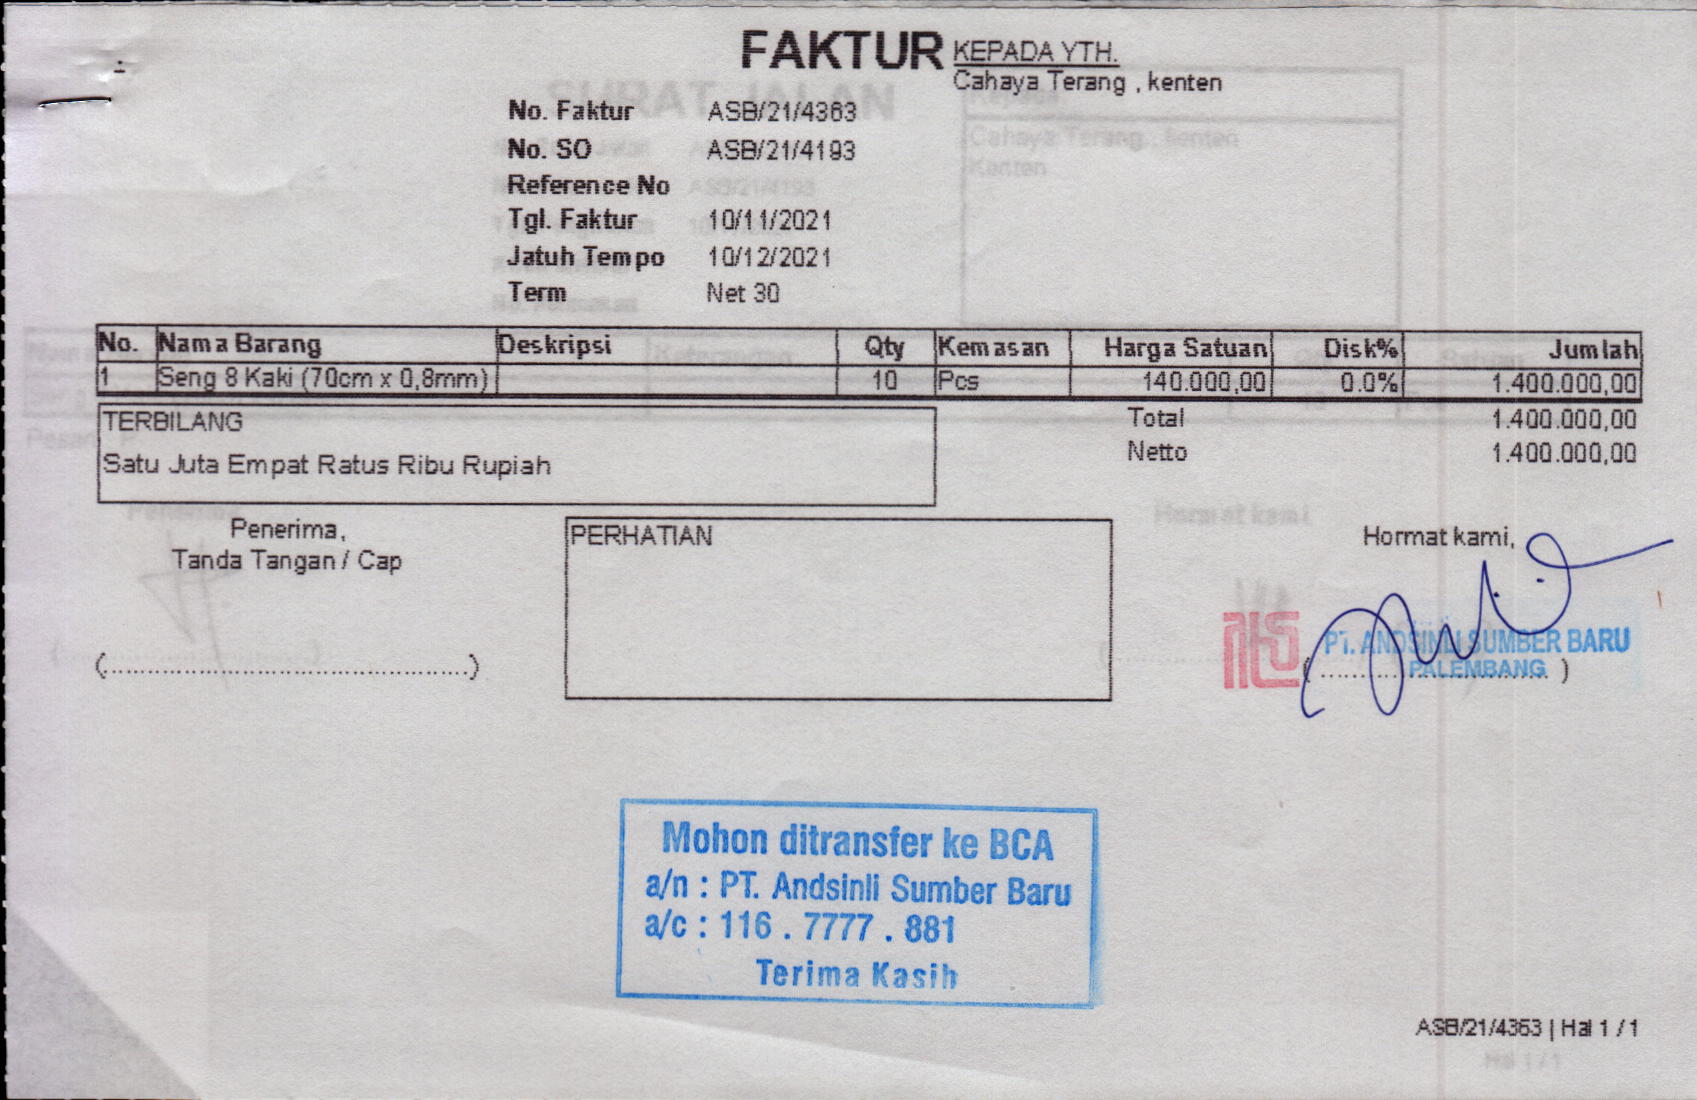 FAKTUR
KEPADA YTH.
Cahaya Terang , kenten
No. Faktur ASB/21/4363
No. SO ASB/21/4193
Reference No
Tgl. Faktur 10/11/2021
Jatuh Tempo 10/12/2021
Term Net 30
No. Nama Barang Deskripsi Qty Kemasan Harga Satuan Disk% Jumlah
1 Seng 8 Kaki (70cm x 0,8mm) 10 Pcs 140.000,00 0.0% 1.400.000,00
TERBILANG
Satu Juta Empat Ratus Ribu Rupiah
Total 1.400.000,00
Netto 1.400.000,00
Penerima,
Tanda Tangan / Cap
(..............................................)
PERHATIAN
Hormat kami,
PT. ANDSINLI SUMBER BARU
PALEMBANG
Mohon ditransfer ke BCA
a/n : PT. Andsinli Sumber Baru
a/c : 116 . 7777 . 881
Terima Kasih
ASB/21/4363 | Hal 1 / 1